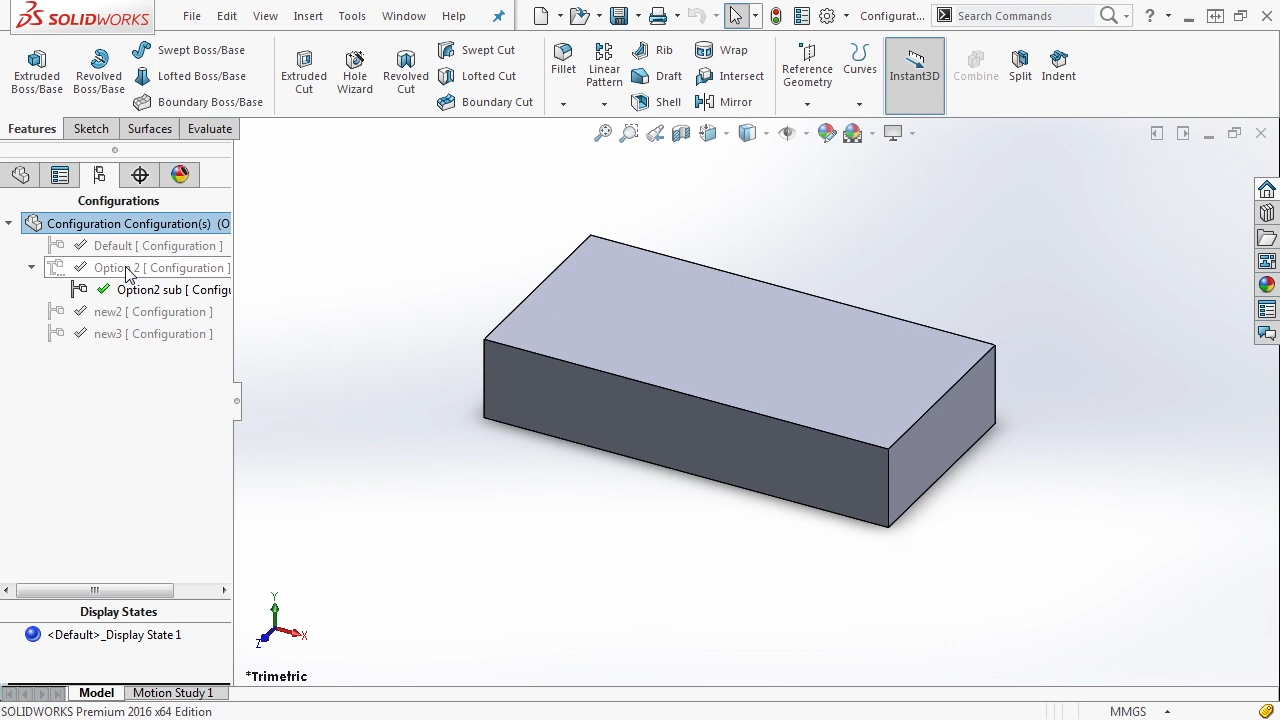 SOLIDWORKS
File Edit View Insert Tools Window Help
Configurat...
Search Commands
Extruded Boss/Base
Revolved Boss/Base
Swept Boss/Base
Lofted Boss/Base
Boundary Boss/Base
Extruded Cut
Hole Wizard
Revolved Cut
Swept Cut
Lofted Cut
Boundary Cut
Fillet
Linear Pattern
Rib
Draft
Shell
Wrap
Intersect
Mirror
Reference Geometry
Curves
Instant3D
Combine
Split
Indent
Features Sketch Surfaces Evaluate
Configurations
Configuration Configuration(s) (O
Default [ Configuration ]
Option 2 [ Configuration ]
Option2 sub [ Configu
new2 [ Configuration ]
new3 [ Configuration ]
Display States
<Default>_Display State 1
Y
X
Z
*Trimetric
Model Motion Study 1
SOLIDWORKS Premium 2016 x64 Edition
MMGS